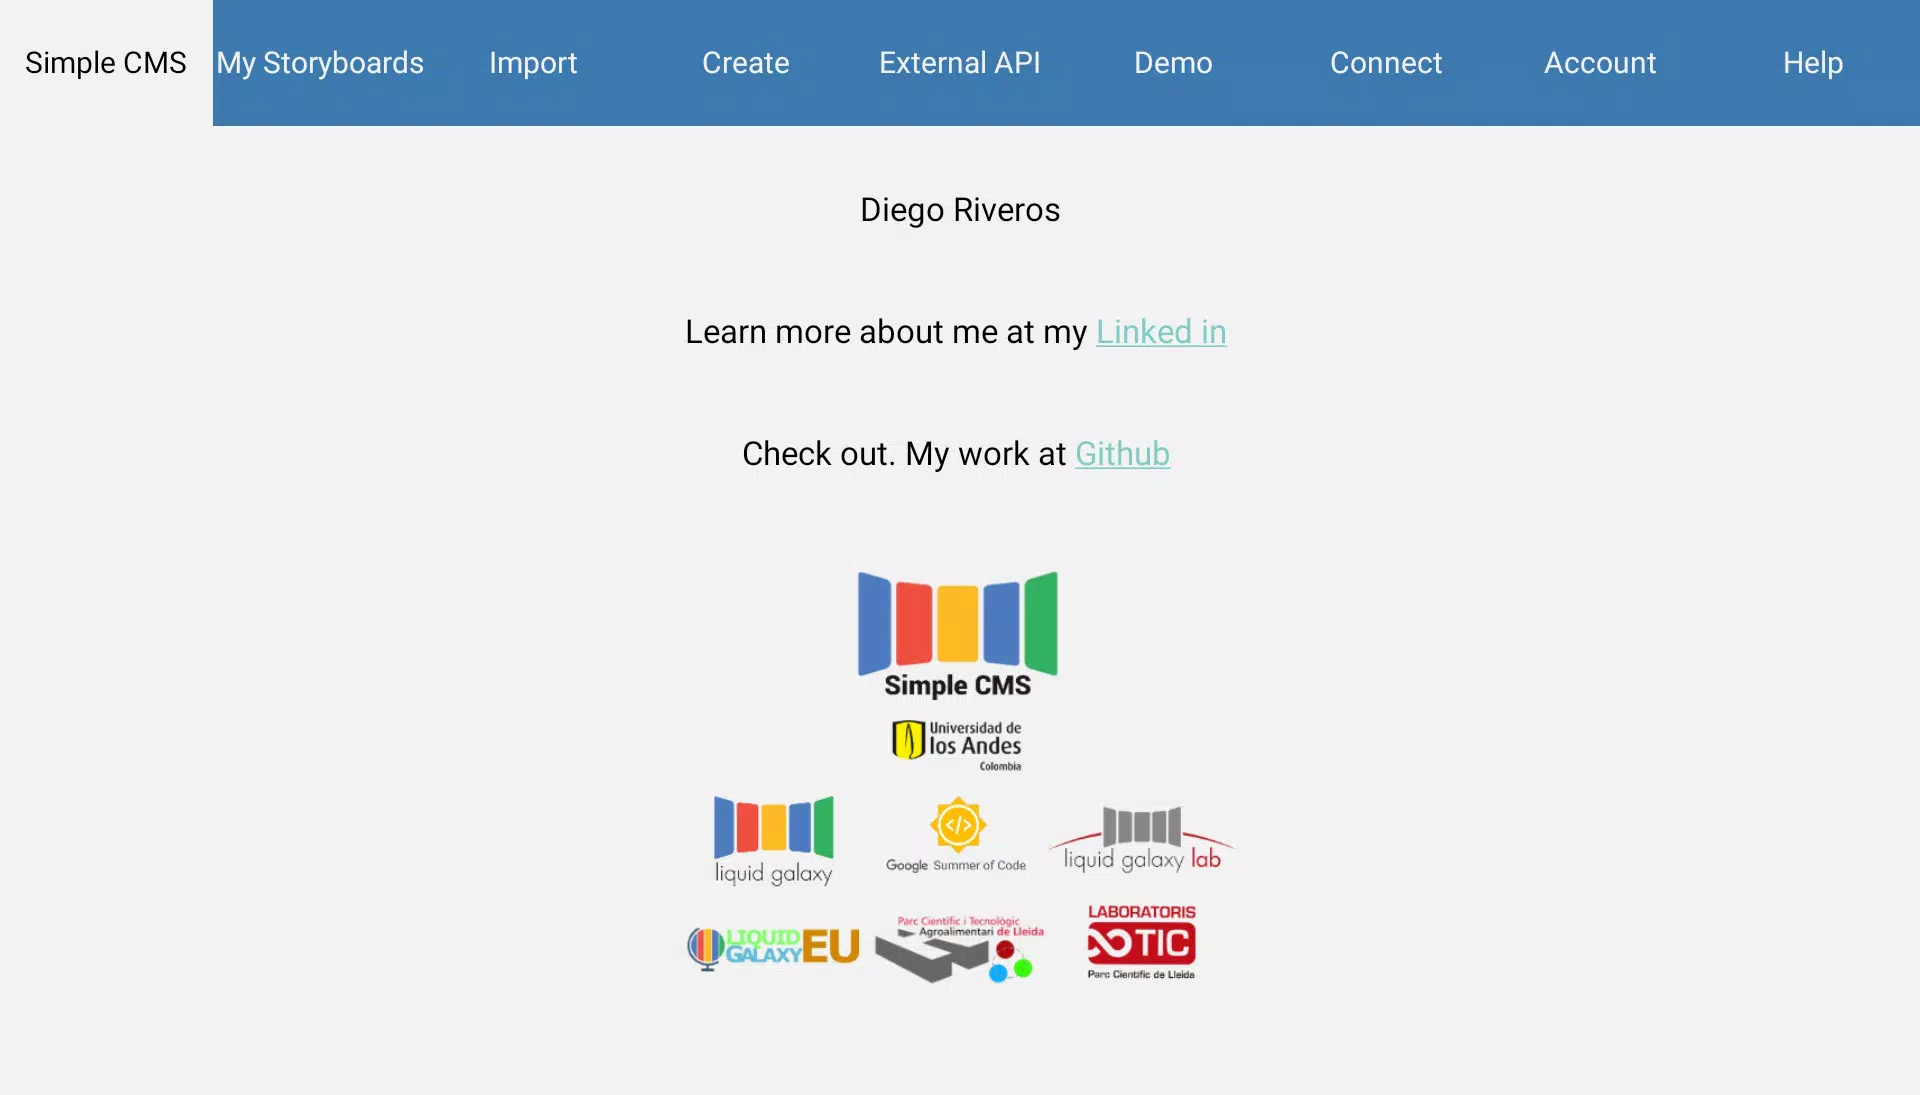 Simple CMS My Storyboards Import Create External API Demo Connect Account Help
Diego Riveros
Learn more about me at my Linked in
Check out. My work at Github
Simple CMS
Universidad de
los Andes
Colombia
liquid galaxy
Google Summer of Code
liquid galaxy lab
LIQUID
GALAXY EU
Parc Científic i Tecnològic
Agroalimentari de Lleida
LABORATORIS
TIC
Parc Científic de Lleida